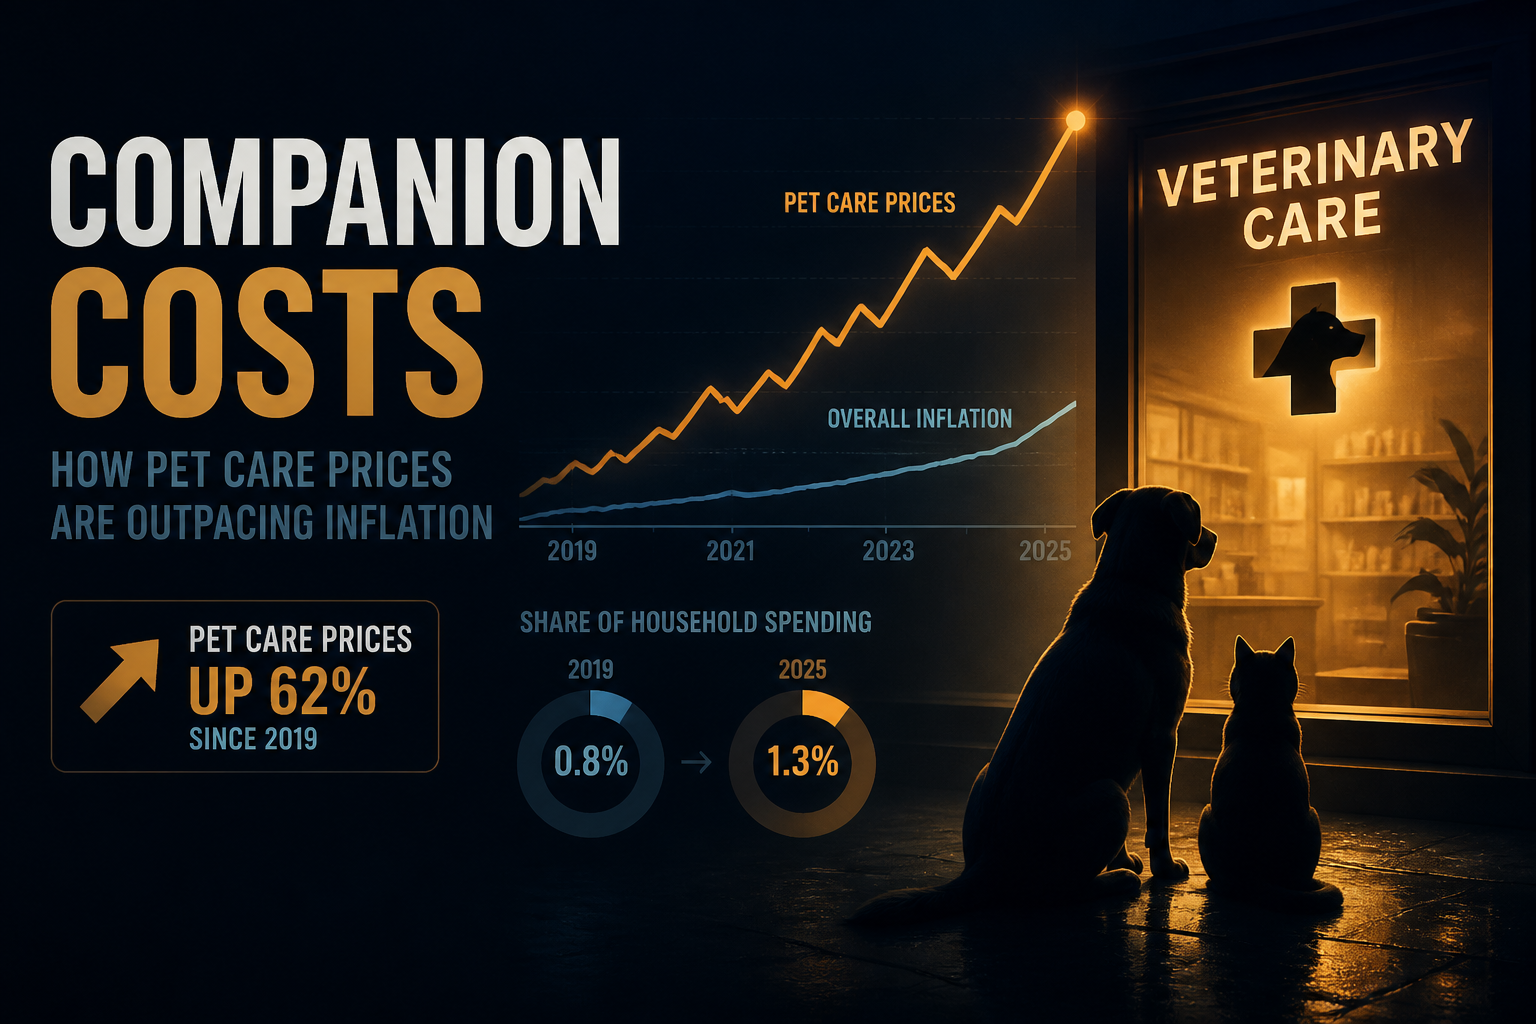 COMPANION
COSTS
HOW PET CARE PRICES
ARE OUTPACING INFLATION
PET CARE PRICES
UP 62%
SINCE 2019
PET CARE PRICES
OVERALL INFLATION
2019 2021 2023 2025
SHARE OF HOUSEHOLD SPENDING
2019 2025
0.8% → 1.3%
VETERINARY
CARE